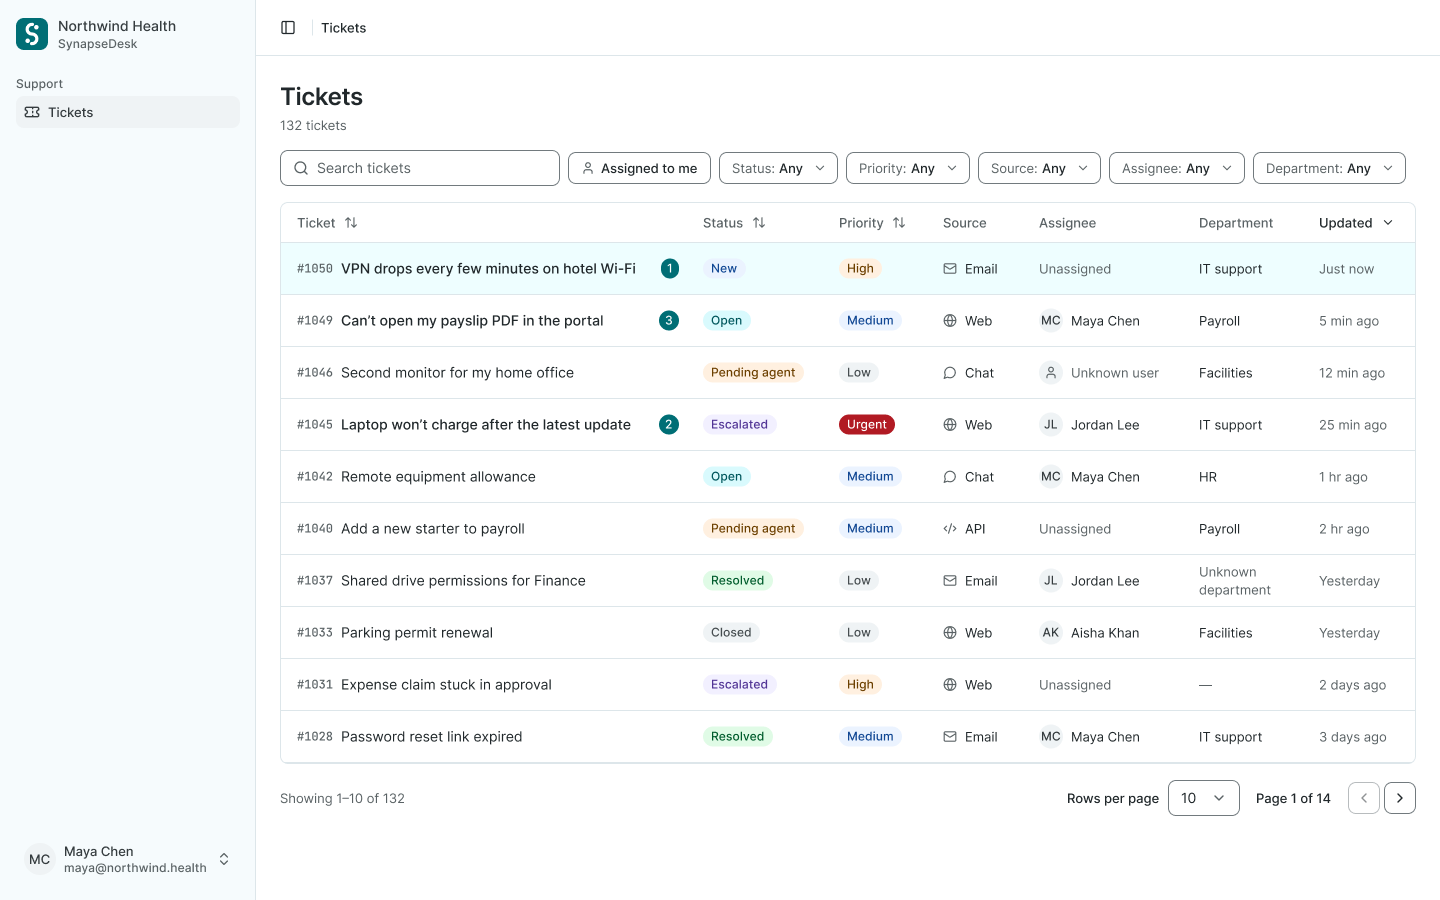 Northwind Health
SynapseDesk
Support
Tickets
MC
Maya Chen
maya@northwind.health
Tickets
Tickets
132 tickets
Search tickets
Assigned to me
Status: Any
Priority: Any
Source: Any
Assignee: Any
Department: Any
Ticket Status Priority Source Assignee Department Updated
#1050 VPN drops every few minutes on hotel Wi-Fi 1 New High Email Unassigned IT support Just now
#1049 Can’t open my payslip PDF in the portal 3 Open Medium Web MC Maya Chen Payroll 5 min ago
#1046 Second monitor for my home office Pending agent Low Chat Unknown user Facilities 12 min ago
#1045 Laptop won’t charge after the latest update 2 Escalated Urgent Web JL Jordan Lee IT support 25 min ago
#1042 Remote equipment allowance Open Medium Chat MC Maya Chen HR 1 hr ago
#1040 Add a new starter to payroll Pending agent Medium API Unassigned Payroll 2 hr ago
#1037 Shared drive permissions for Finance Resolved Low Email JL Jordan Lee Unknown department Yesterday
#1033 Parking permit renewal Closed Low Web AK Aisha Khan Facilities Yesterday
#1031 Expense claim stuck in approval Escalated High Web Unassigned — 2 days ago
#1028 Password reset link expired Resolved Medium Email MC Maya Chen IT support 3 days ago
Showing 1–10 of 132
Rows per page 10 Page 1 of 14